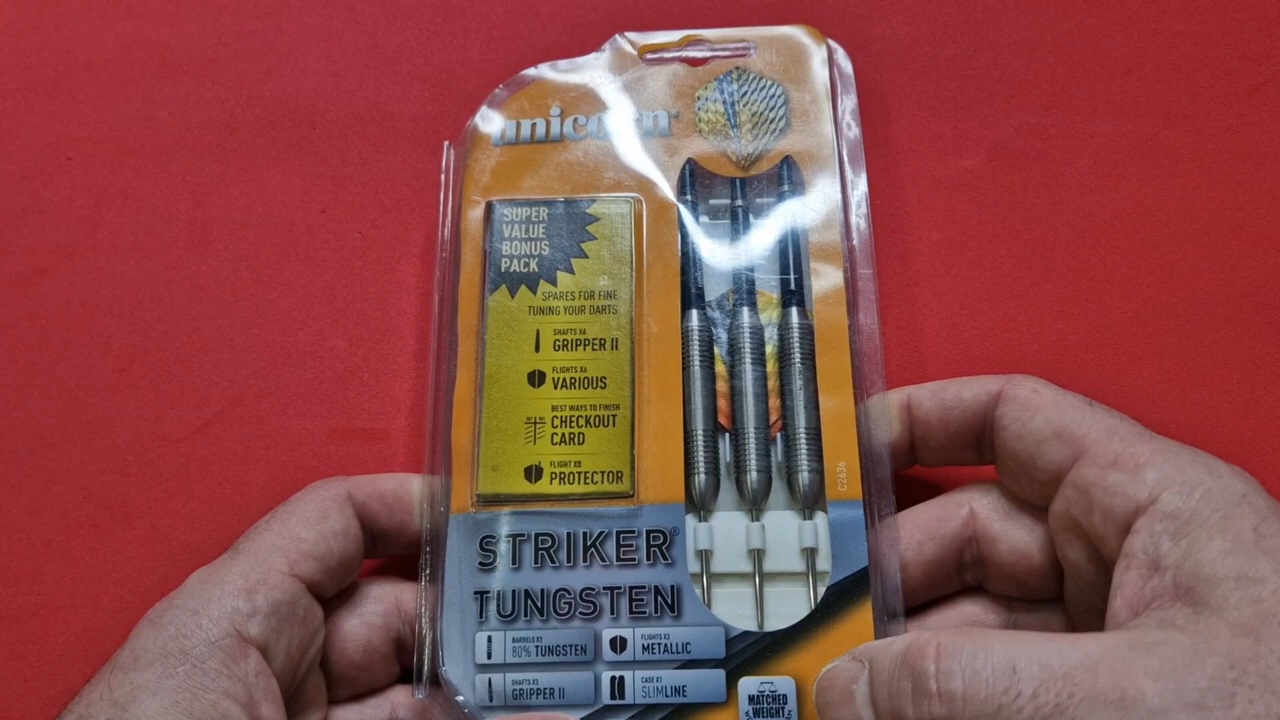 unicorn
SUPER
VALUE
BONUS
PACK
SPARES FOR FINE
TUNING YOUR DARTS
SHAFTS X6
GRIPPER II
FLIGHTS X6
VARIOUS
BEST WAYS TO FINISH
CHECKOUT
CARD
FLIGHT X8
PROTECTOR
C2636
STRIKER®
TUNGSTEN
BARRELS X3
80% TUNGSTEN
FLIGHTS X3
METALLIC
SHAFTS X3
GRIPPER II
CASE X1
SLIMLINE
MATCHED
WEIGHT